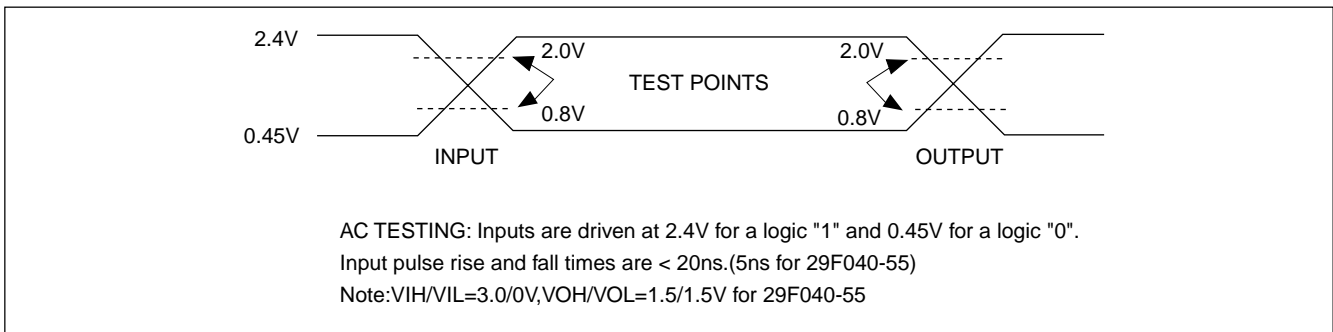 2.4V
2.0V
2.0V
TEST POINTS
0.8V
0.8V
0.45V
INPUT
OUTPUT
AC TESTING: Inputs are driven at 2.4V for a logic "1" and 0.45V for a logic "0".
Input pulse rise and fall times are < 20ns.(5ns for 29F040-55)
Note:VIH/VIL=3.0/0V,VOH/VOL=1.5/1.5V for 29F040-55